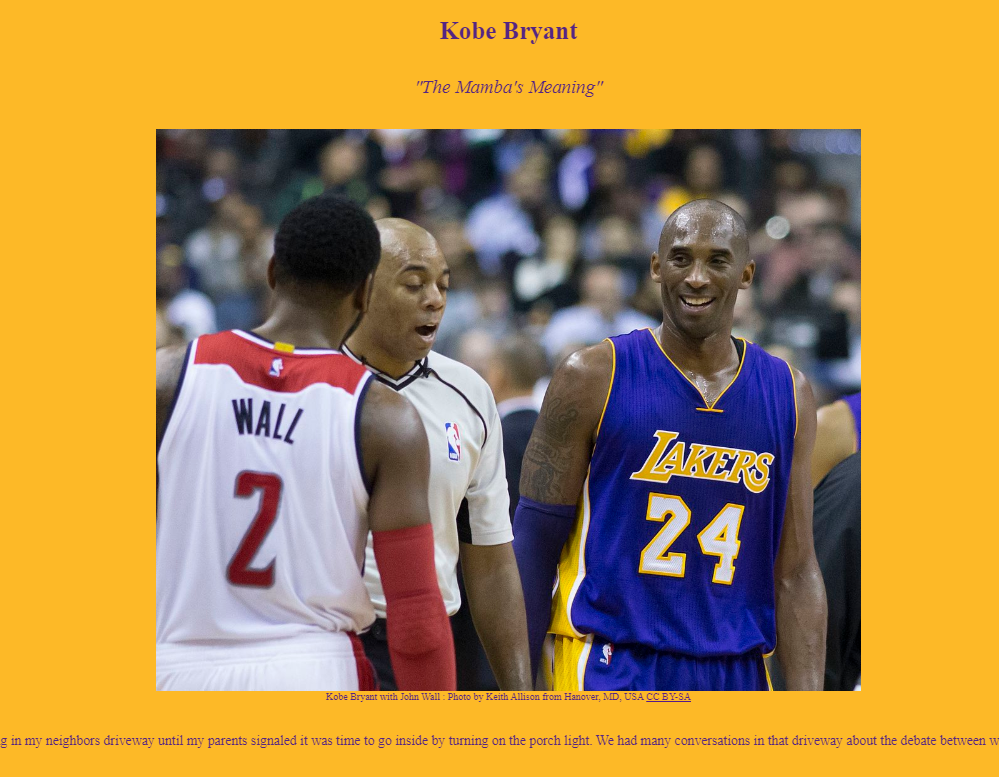 Kobe Bryant
"The Mamba's Meaning"
WALL
2
LAKERS
24
Kobe Bryant with John Wall : Photo by Keith Allison from Hanover, MD, USA CC BY-SA
g in my neighbors driveway until my parents signaled it was time to go inside by turning on the porch light. We had many conversations in that driveway about the debate between w